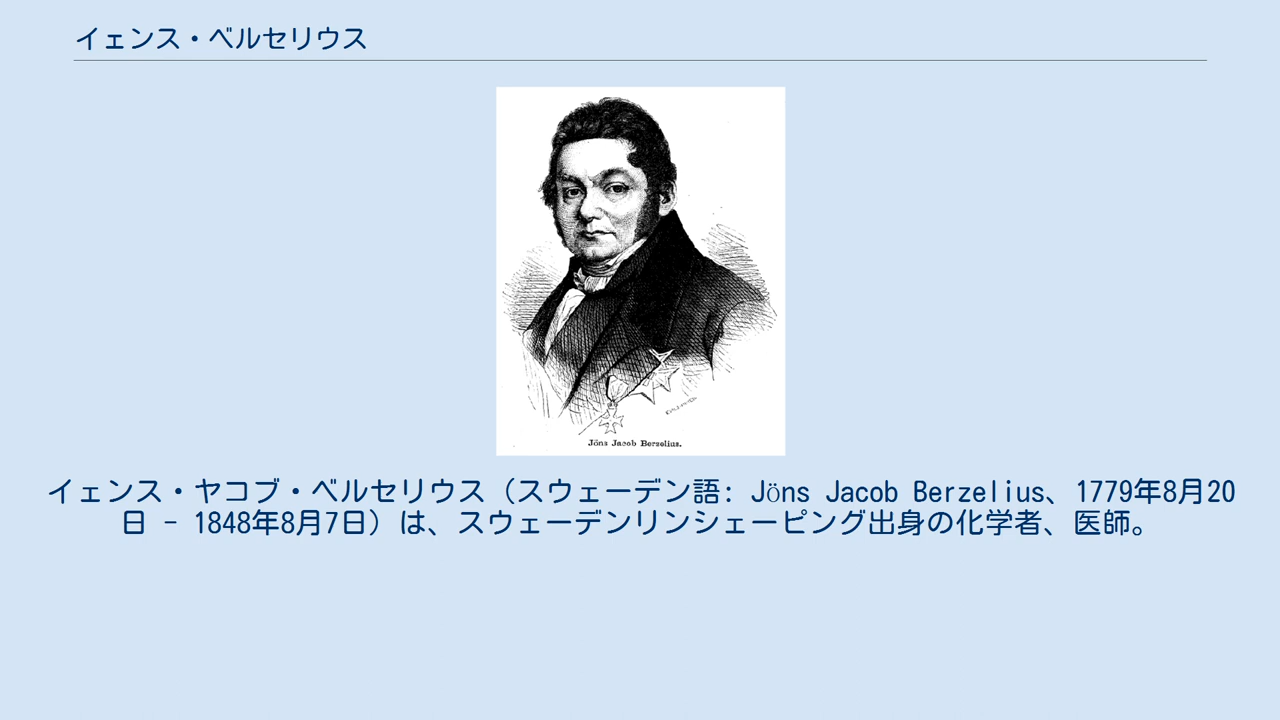 イェンス・ベルセリウス
Jöns Jacob Berzelius.
イェンス・ヤコブ・ベルセリウス（スウェーデン語: Jöns Jacob Berzelius、1779年8月20
日 – 1848年8月7日）は、スウェーデンリンシェーピング出身の化学者、医師。